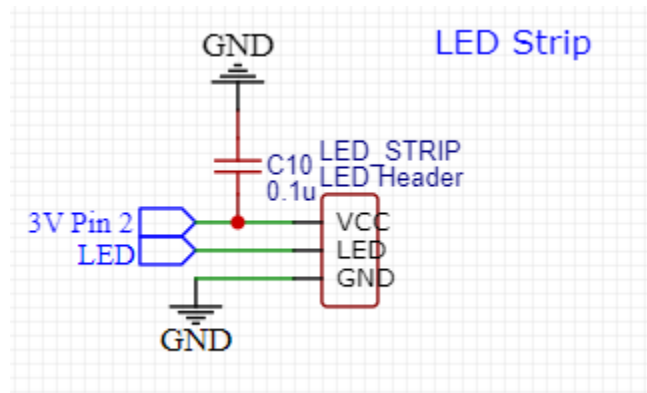 GND
LED Strip
LED_STRIP
C10
LED Header
0.1u
3V Pin 2
VCC
LED
LED
GND
GND